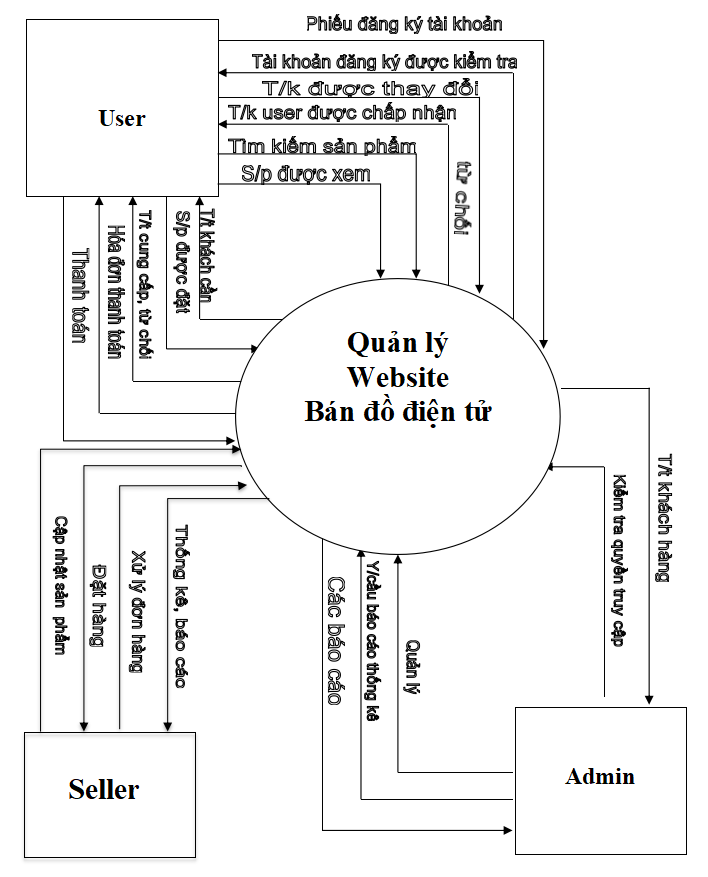 Phiếu đăng ký tài khoản
Tài khoản đăng ký được kiểm tra
T/k được thay đổi
T/k user được chấp nhận
Tìm kiếm sản phẩm
S/p được xem
từ chối
User
Thanh toán
Hóa đơn thanh toán
T/t cung cấp, từ chối
S/p được đặt
T/t khách cần
Quản lý
Website
Bán đồ điện tử
Cập nhật sản phẩm
Đặt hàng
Xử lý đơn hàng
Thống kê, báo cáo
Các báo cáo
Y/cầu báo cáo thống kê
Quản lý
Kiểm tra quyền truy cập
T/t khách hàng
Seller
Admin